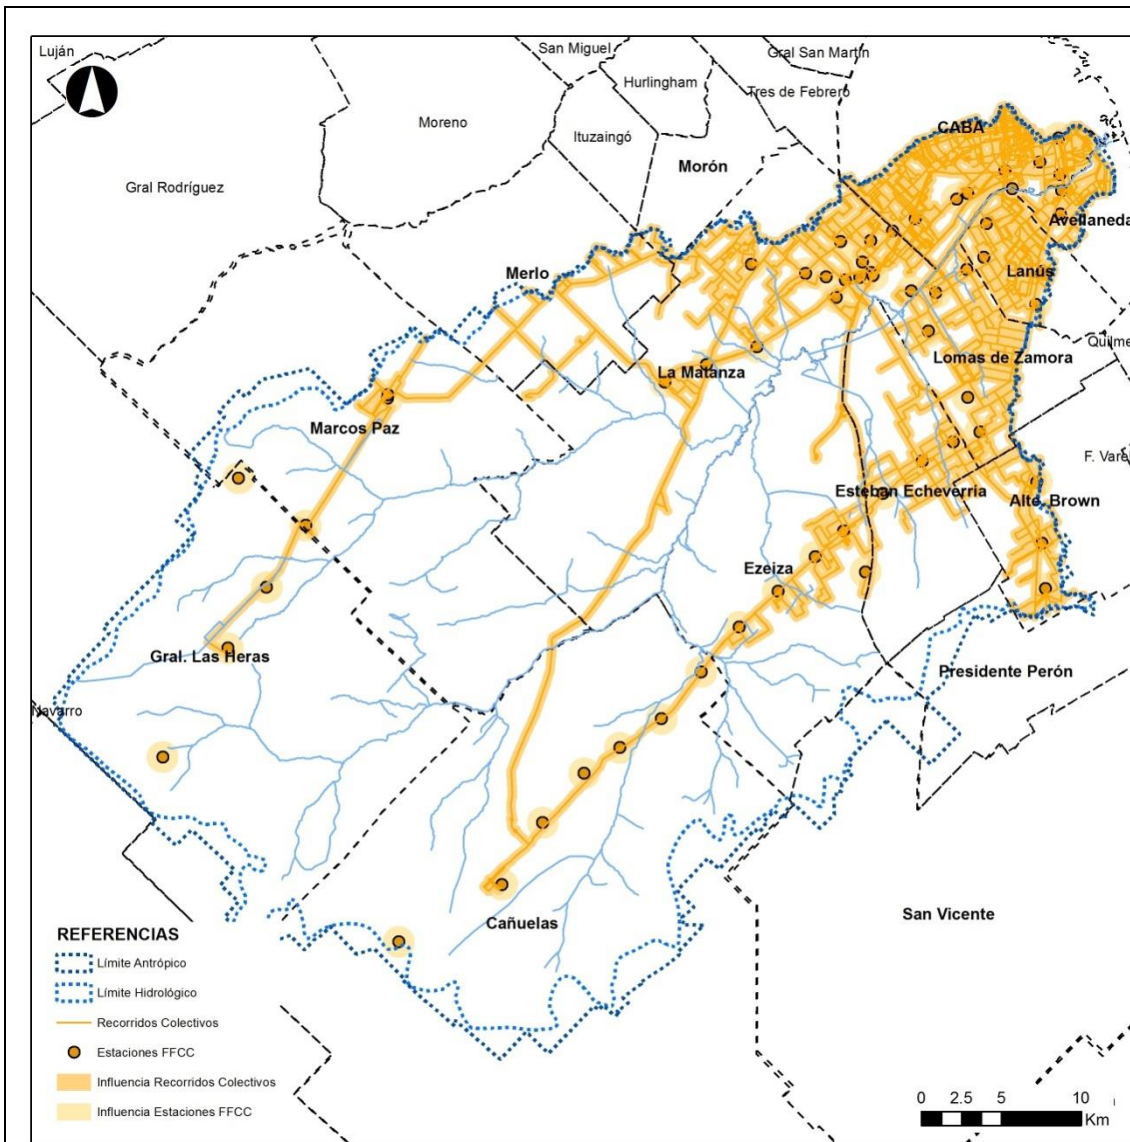 Luján
San Miguel
Gral San Martín
Hurlingham
Tres de Febrero
Moreno
CABA
Ituzaingó
Morón
Gral Rodríguez
Avellaneda
Merlo
Lanús
Quilme
Lomas de Zamora
La Matanza
Marcos Paz
F. Vare
Esteban Echeverría
Alte. Brown
Ezeiza
Gral. Las Heras
Presidente Perón
Navarro
San Vicente
Cañuelas
REFERENCIAS
Límite Antrópico
Límite Hidrológico
Recorridos Colectivos
Estaciones FFCC
Influencia Recorridos Colectivos
Influencia Estaciones FFCC
0 2.5 5 10
Km